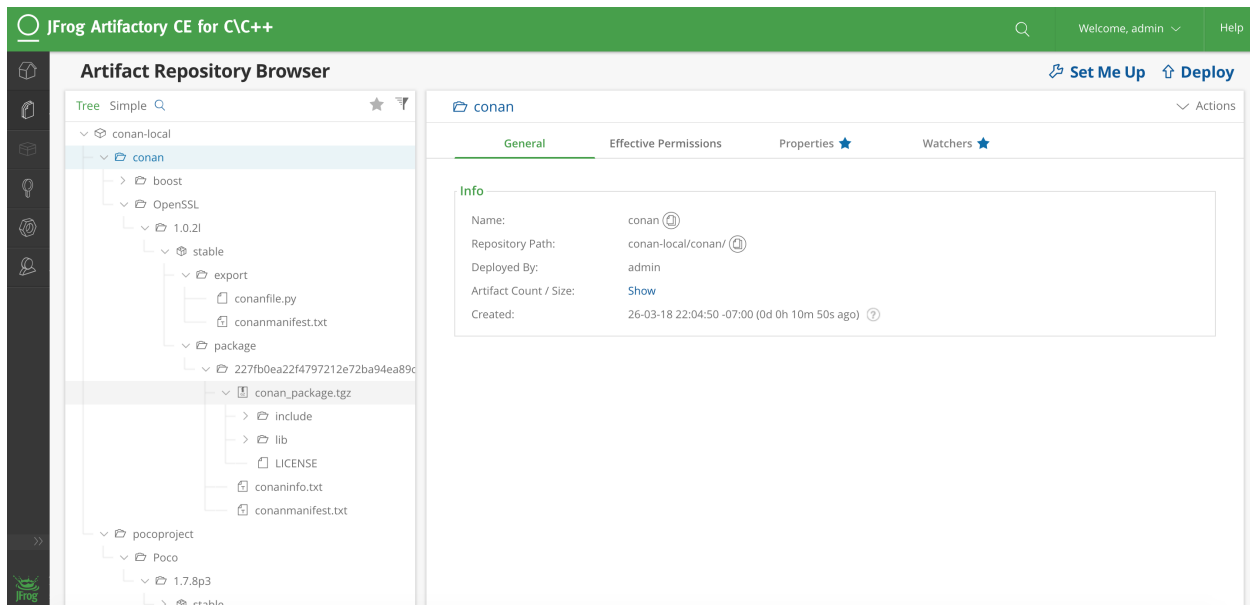 JFrog Artifactory CE for C\C++
Welcome, admin
Help
Artifact Repository Browser
Set Me Up
Deploy
Tree Simple
conan-local
conan
boost
OpenSSL
1.0.2l
stable
export
conanfile.py
conanmanifest.txt
package
227fb0ea22f4797212e72ba94ea89c
conan_package.tgz
include
lib
LICENSE
conaninfo.txt
conanmanifest.txt
pocoproject
Poco
1.7.8p3
stable
conan
Actions
General
Effective Permissions
Properties
Watchers
Info
Name: conan
Repository Path: conan-local/conan/
Deployed By: admin
Artifact Count / Size: Show
Created: 26-03-18 22:04:50 -07:00 (0d 0h 10m 50s ago) ?
JFrog